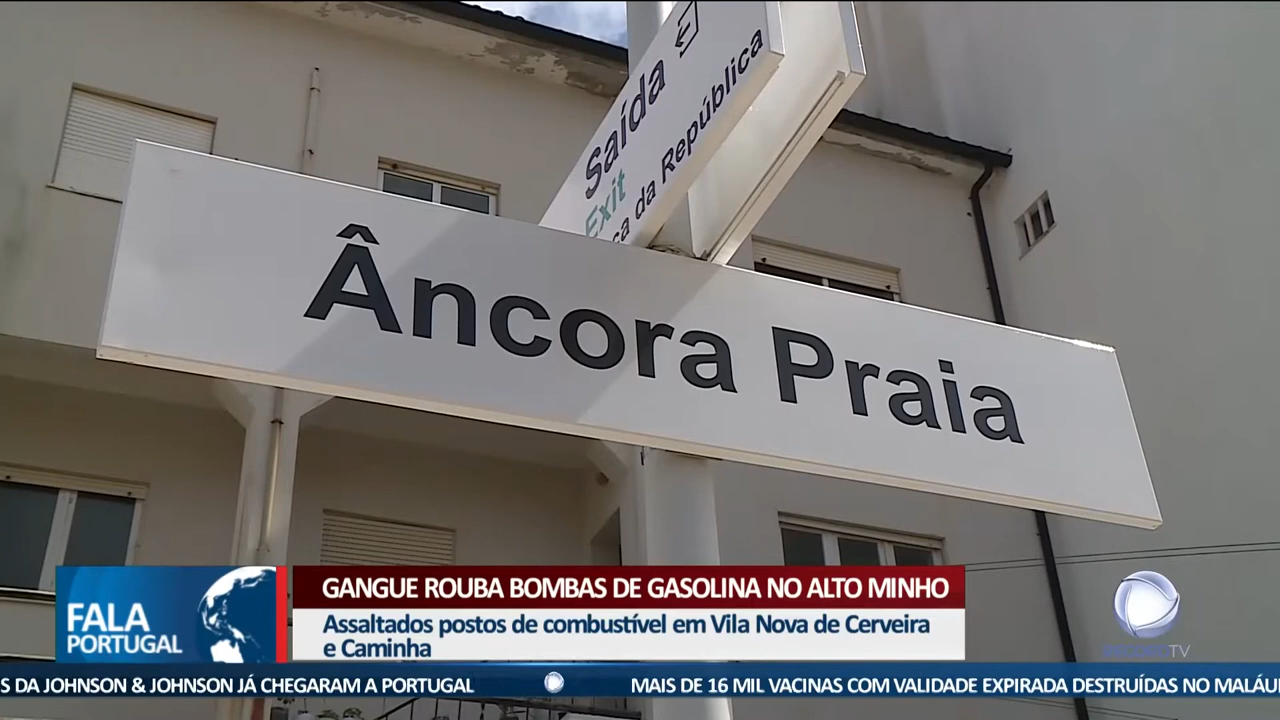 Saída
Exit
da República
Âncora Praia
GANGUE ROUBA BOMBAS DE GASOLINA NO ALTO MINHO
Assaltados postos de combustível em Vila Nova de Cerveira
e Caminha
FALA
PORTUGAL
TV
S DA JOHNSON & JOHNSON JÁ CHEGARAM A PORTUGAL
MAIS DE 16 MIL VACINAS COM VALIDADE EXPIRADA DESTRUÍDAS NO MALÁU